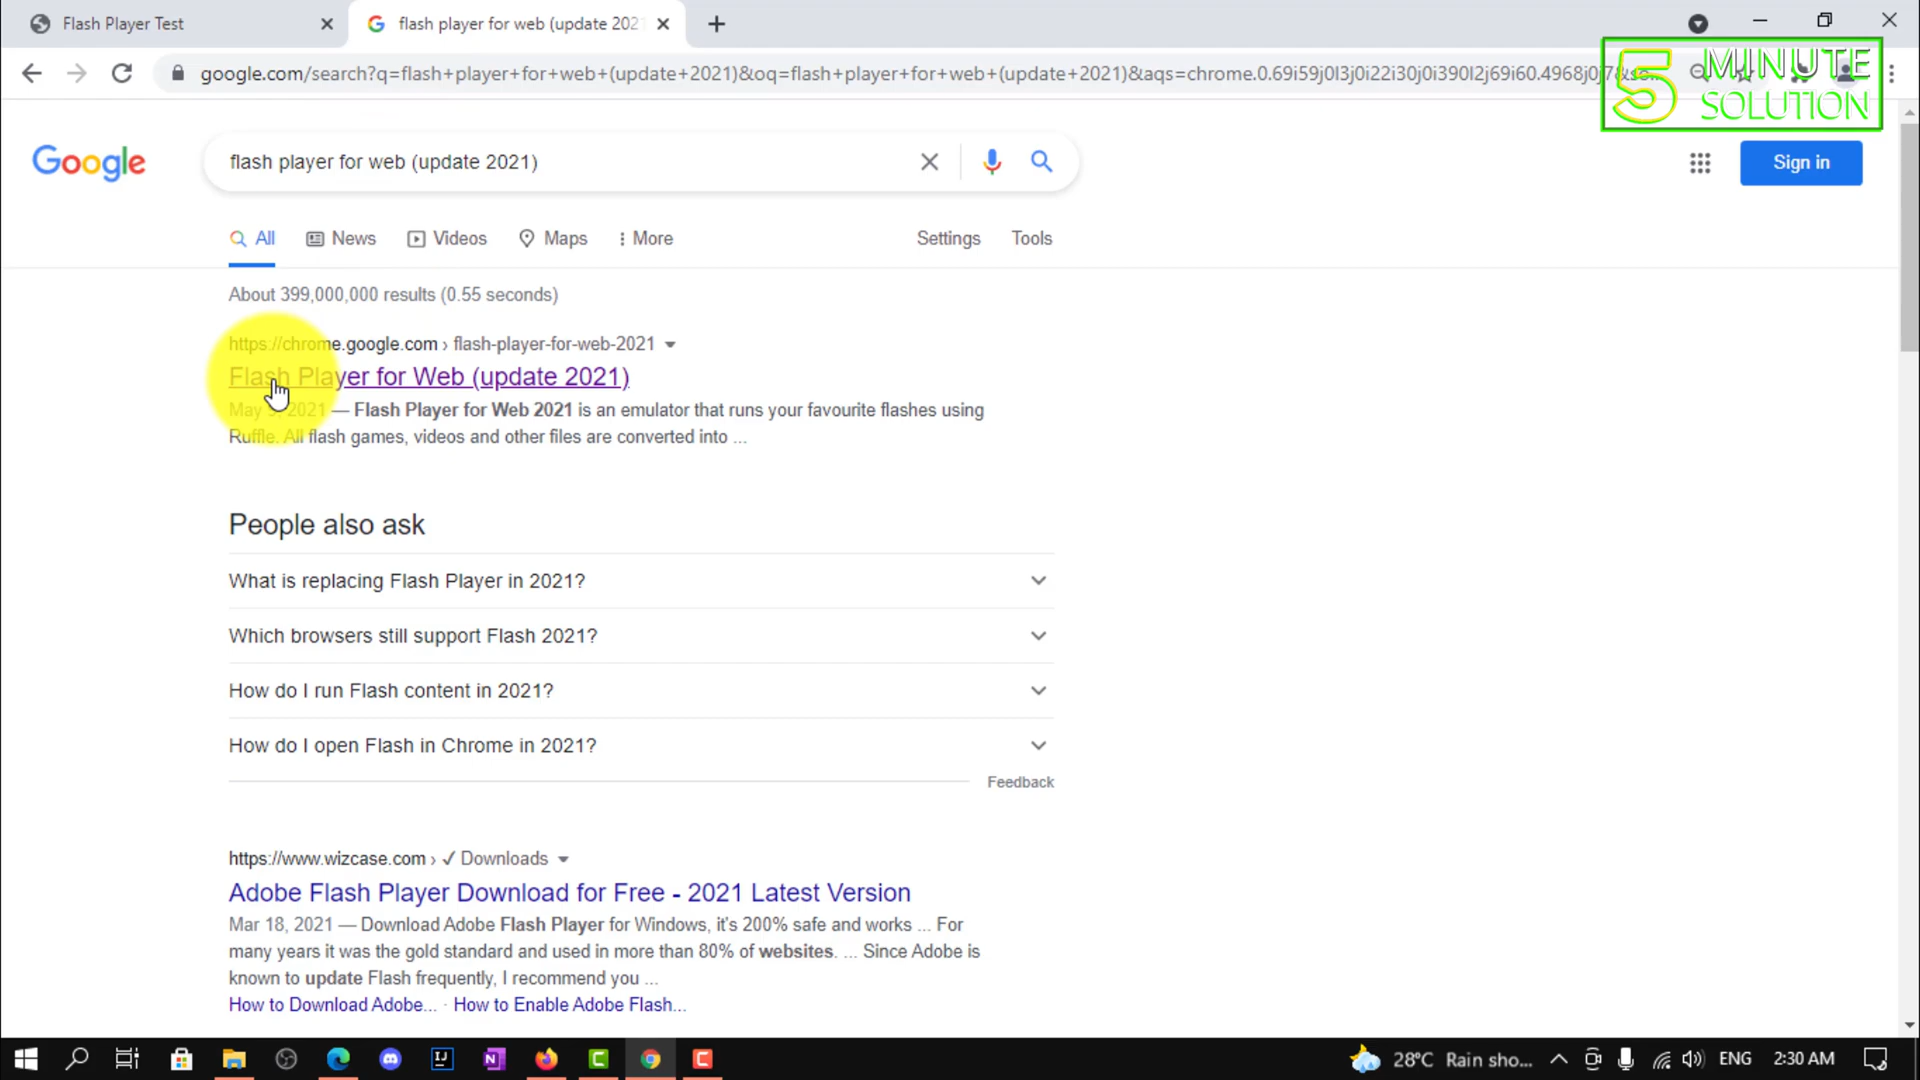 Flash Player Test
flash player for web (update 202
google.com/search?q=flash+player+for+web+(update+2021)&oq=flash+player+for+web+(update+2021)&aqs=chrome.0.69i59j0l3j0i22i30j0i390l2j69i60.4968j0j7&so
5 MINUTE
SOLUTION
Google
flash player for web (update 2021)
Sign in
All
News
Videos
Maps
More
Settings
Tools
About 399,000,000 results (0.55 seconds)
https://chrome.google.com › flash-player-for-web-2021
Flash Player for Web (update 2021)
May 5, 2021 — Flash Player for Web 2021 is an emulator that runs your favourite flashes using
Ruffle. All flash games, videos and other files are converted into ...
People also ask
What is replacing Flash Player in 2021?
Which browsers still support Flash 2021?
How do I run Flash content in 2021?
How do I open Flash in Chrome in 2021?
Feedback
https://www.wizcase.com › ✓ Downloads
Adobe Flash Player Download for Free - 2021 Latest Version
Mar 18, 2021 — Download Adobe Flash Player for Windows, it's 200% safe and works ... For
many years it was the gold standard and used in more than 80% of websites. ... Since Adobe is
known to update Flash frequently, I recommend you ...
How to Download Adobe... · How to Enable Adobe Flash...
28°C Rain sho...
ENG
2:30 AM